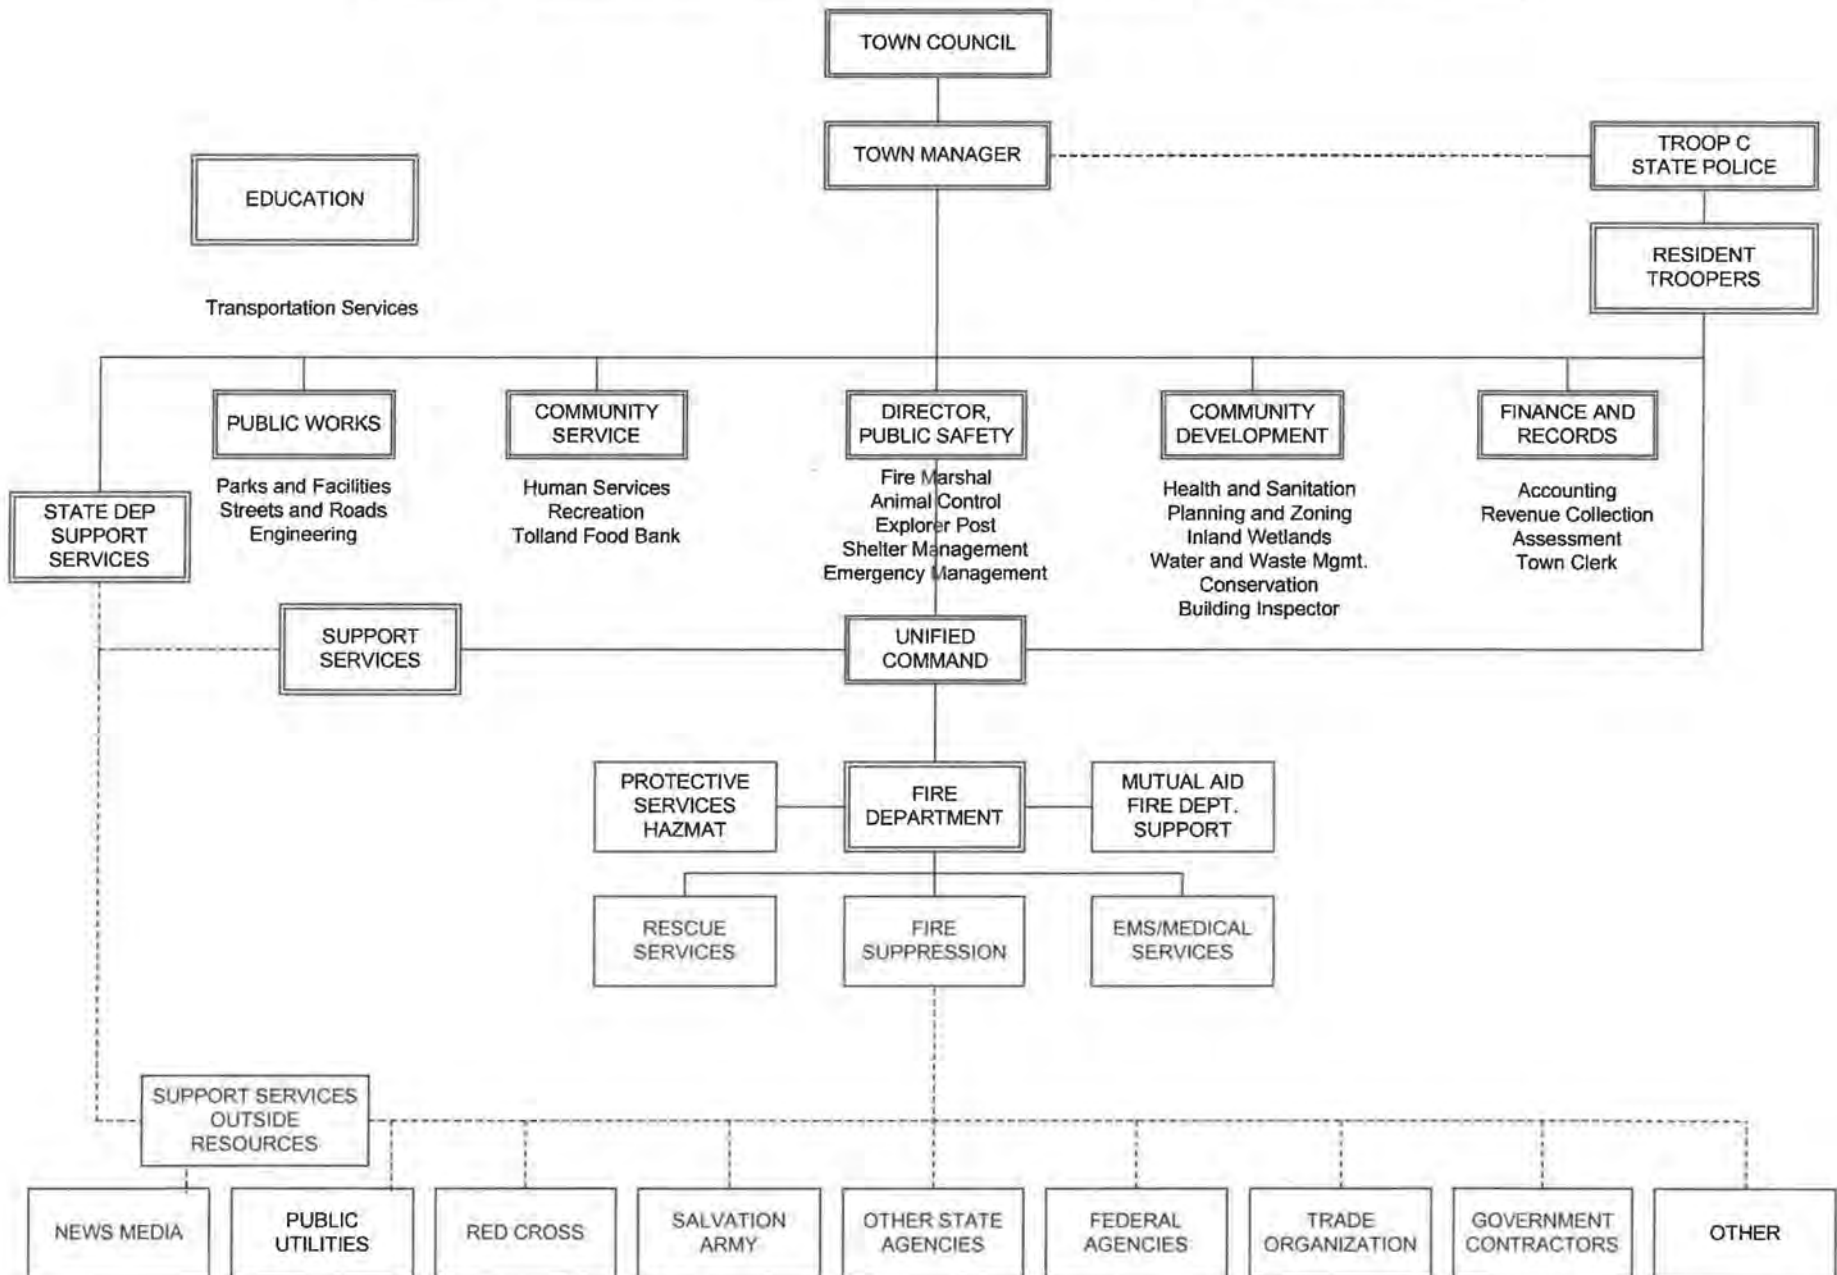 TOWN COUNCIL
TOWN MANAGER
TROOP C
STATE POLICE
EDUCATION
RESIDENT
TROOPERS
Transportation Services
PUBLIC WORKS
Parks and Facilities
Streets and Roads
Engineering
COMMUNITY
SERVICE
Human Services
Recreation
Tolland Food Bank
DIRECTOR,
PUBLIC SAFETY
Fire Marshal
Animal Control
Explorer Post
Shelter Management
Emergency Management
COMMUNITY
DEVELOPMENT
Health and Sanitation
Planning and Zoning
Inland Wetlands
Water and Waste Mgmt.
Conservation
Building Inspector
FINANCE AND
RECORDS
Accounting
Revenue Collection
Assessment
Town Clerk
STATE DEP
SUPPORT
SERVICES
SUPPORT
SERVICES
UNIFIED
COMMAND
PROTECTIVE
SERVICES
HAZMAT
FIRE
DEPARTMENT
MUTUAL AID
FIRE DEPT.
SUPPORT
RESCUE
SERVICES
FIRE
SUPPRESSION
EMS/MEDICAL
SERVICES
SUPPORT SERVICES
OUTSIDE
RESOURCES
NEWS MEDIA
PUBLIC
UTILITIES
RED CROSS
SALVATION
ARMY
OTHER STATE
AGENCIES
FEDERAL
AGENCIES
TRADE
ORGANIZATION
GOVERNMENT
CONTRACTORS
OTHER